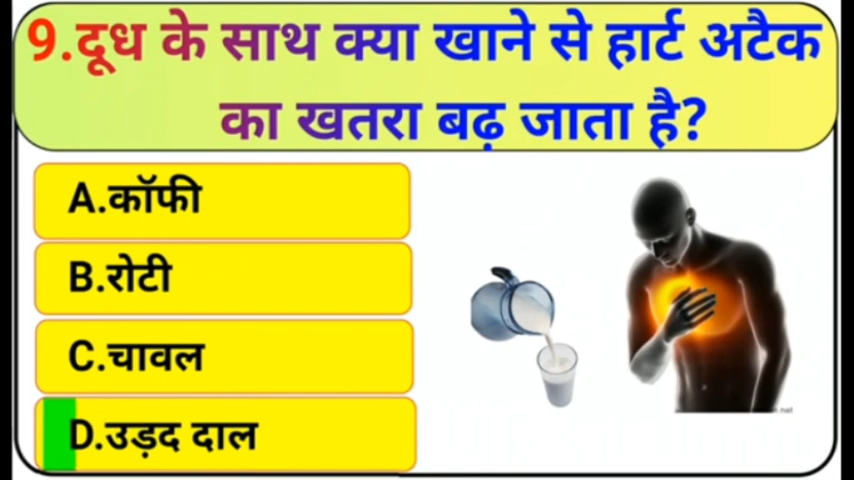 9.दूध के साथ क्या खाने से हार्ट अटैक
का खतरा बढ़ जाता है?
A.कॉफी
B.रोटी
C.चावल
D.उड़द दाल